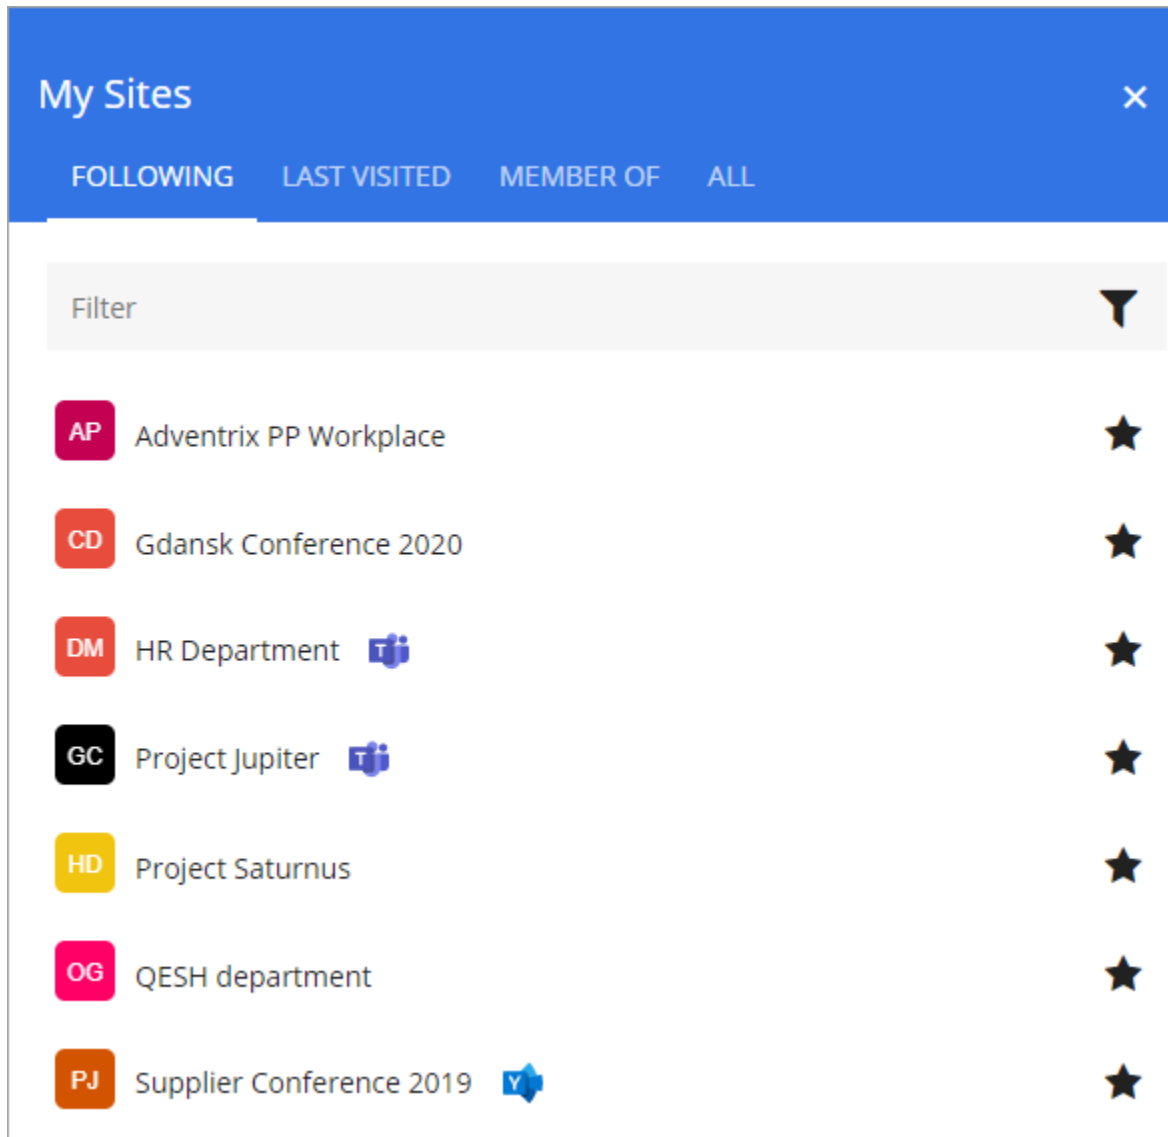 My Sites
FOLLOWING LAST VISITED MEMBER OF ALL
Filter
AP Adventrix PP Workplace
CD Gdansk Conference 2020
DM HR Department T
GC Project Jupiter T
HD Project Saturnus
OG QESH department
PJ Supplier Conference 2019 Y